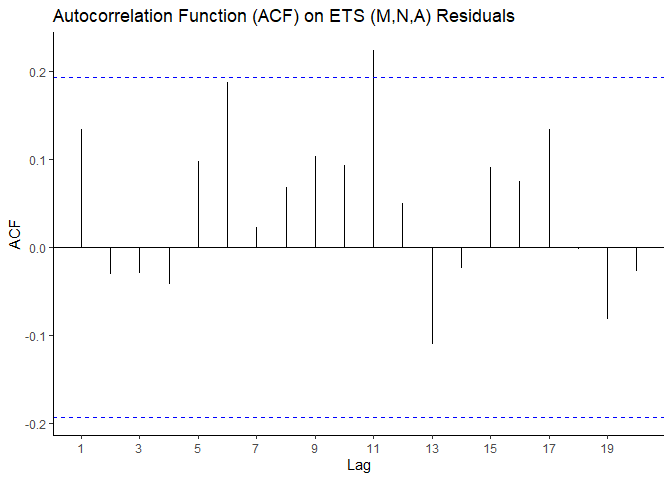 Autocorrelation Function (ACF) on ETS (M,N,A) Residuals
ACF
0.2
0.1
0.0
-0.1
-0.2
1 3 5 7 9 11 13 15 17 19
Lag